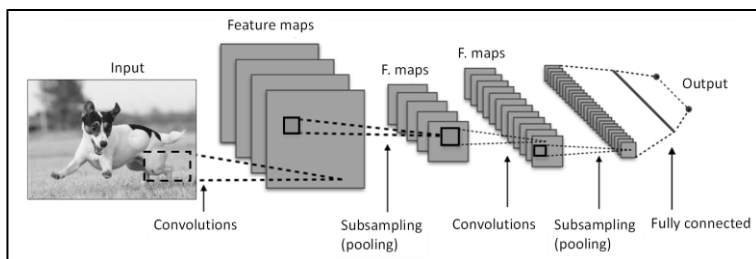 Feature maps
Input
F. maps
F. maps
Output
Convolutions
Subsampling
(pooling)
Convolutions
Subsampling
(pooling)
Fully connected